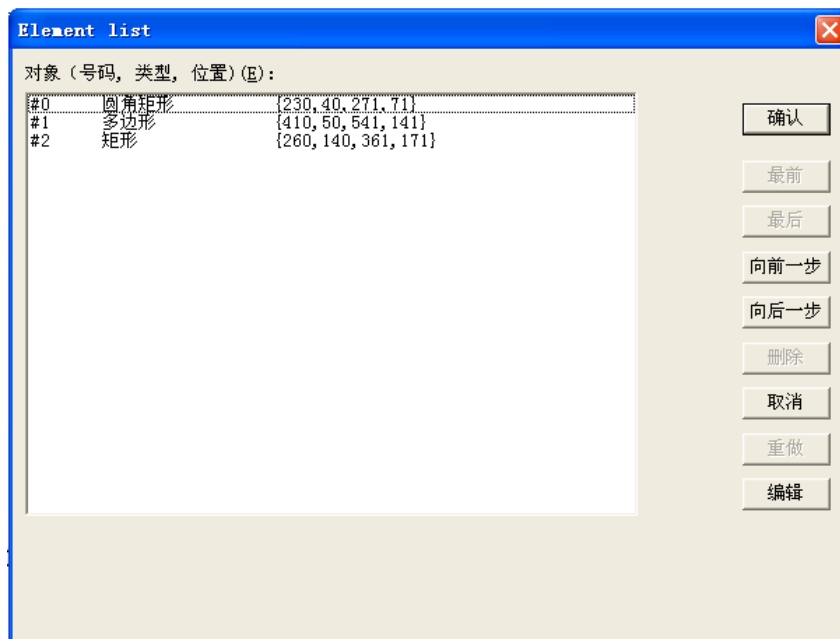 Element list
对象(号码, 类型, 位置)(E):
#0 圆角矩形 {230,40,271,71}
#1 多边形 {410,50,541,141}
#2 矩形 {260,140,361,171}
确认
最前
最后
向前一步
向后一步
删除
取消
重做
编辑